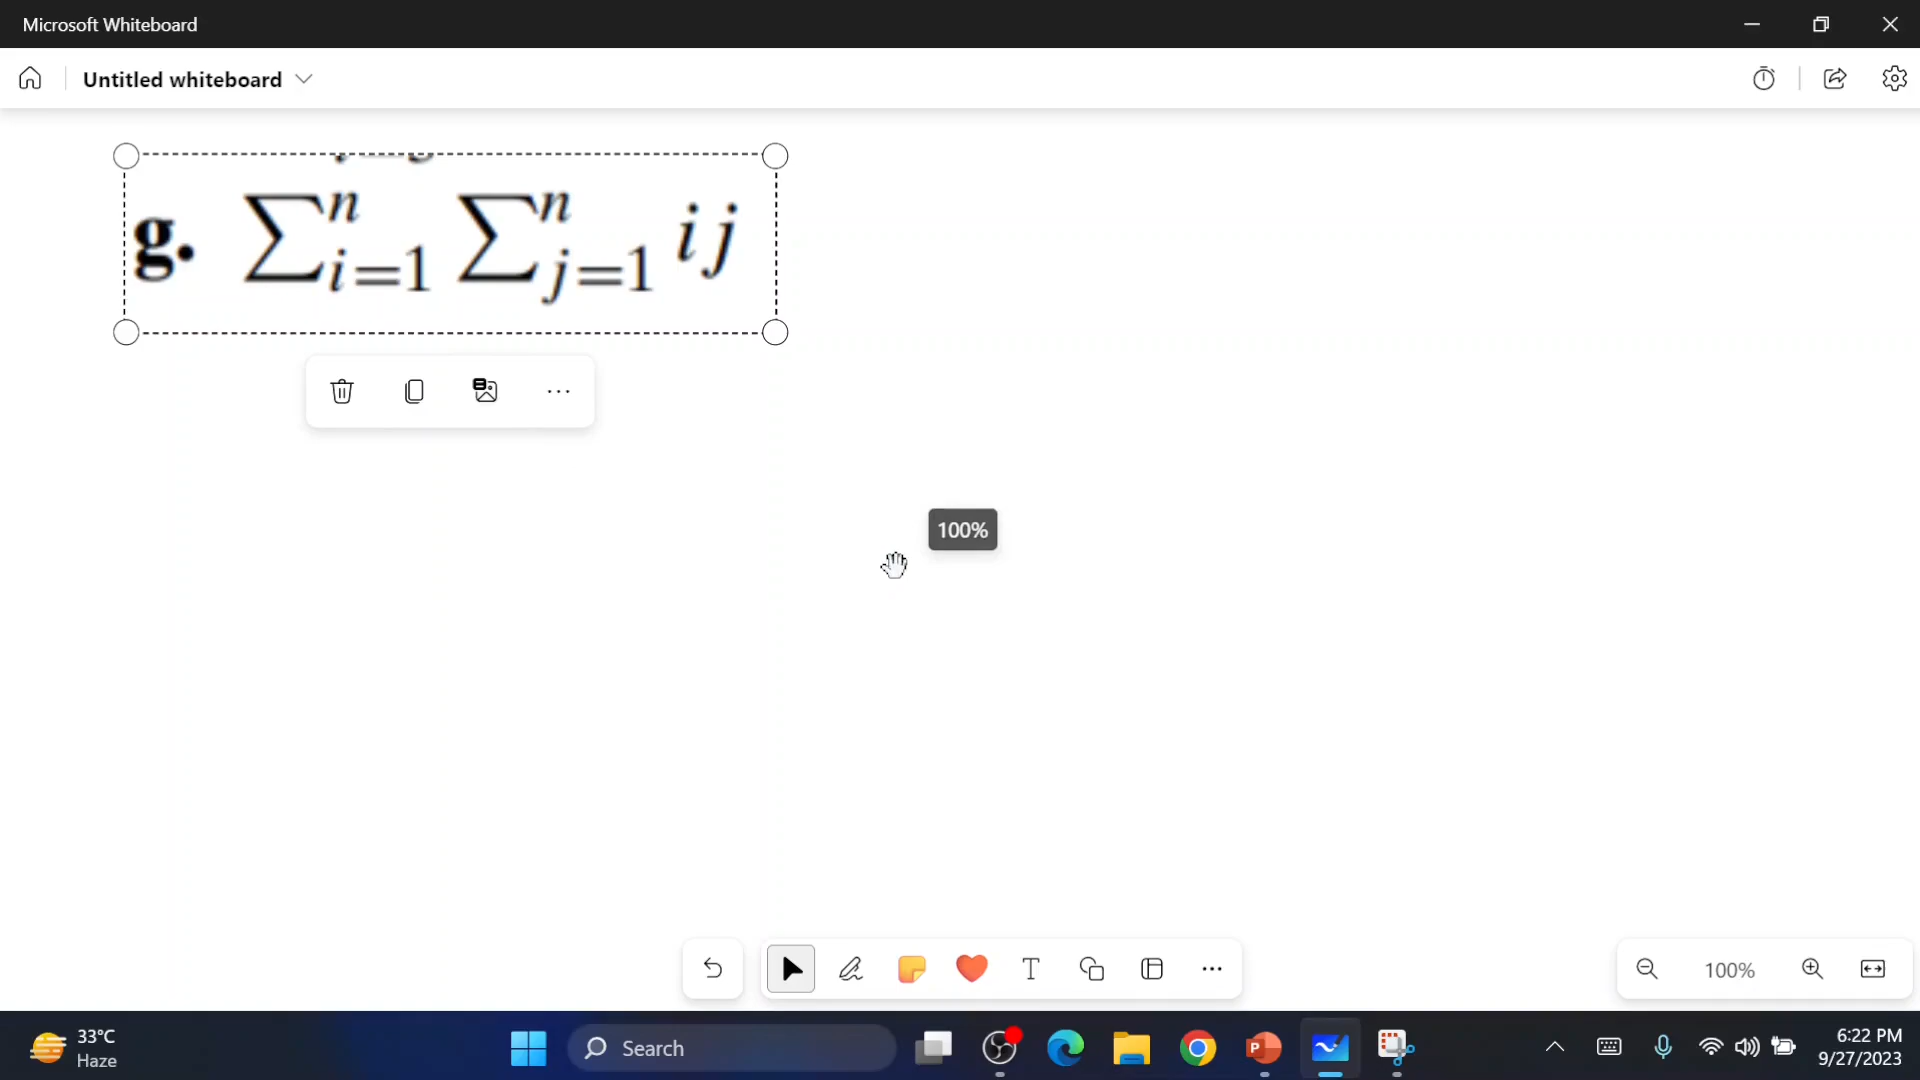 Microsoft Whiteboard
Untitled whiteboard
g. ∑ⁿᵢ₌₁ ∑ⁿⱼ₌₁ ij
100%
100%
33°C
Haze
Search
6:22 PM
9/27/2023